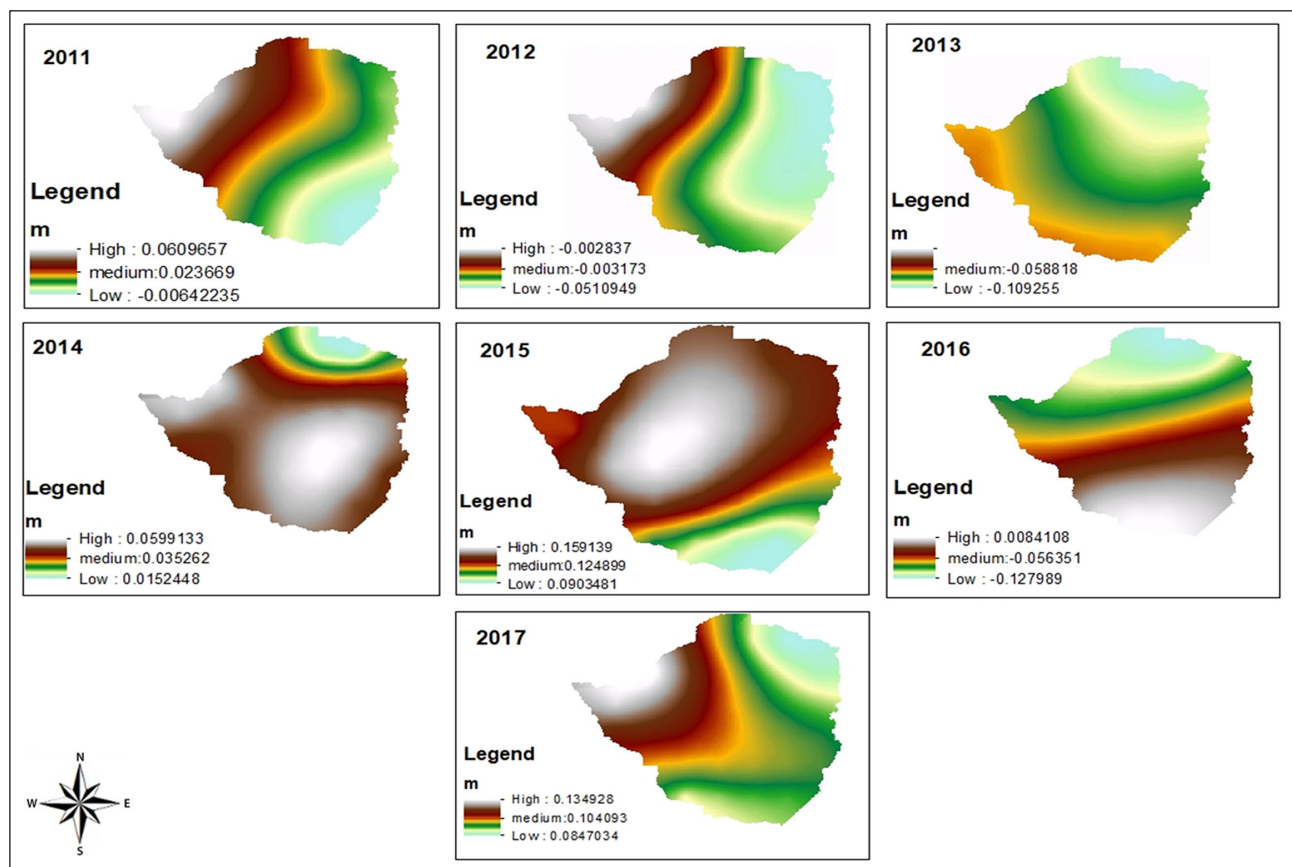 2011
Legend
m
High : 0.0609657
medium:0.023669
Low : -0.00642235
2012
Legend
m
High : -0.002837
medium:-0.003173
Low : -0.0510949
2013
Legend
m
medium:-0.058818
Low : -0.109255
2014
Legend
m
High : 0.0599133
medium:0.035262
Low : 0.0152448
2015
Legend
m
High : 0.159139
medium:0.124899
Low : 0.0903481
2016
Legend
m
High : 0.0084108
medium:-0.056351
Low : -0.127989
2017
Legend
m
High : 0.134928
medium:0.104093
Low : 0.0847034
N
W E
S